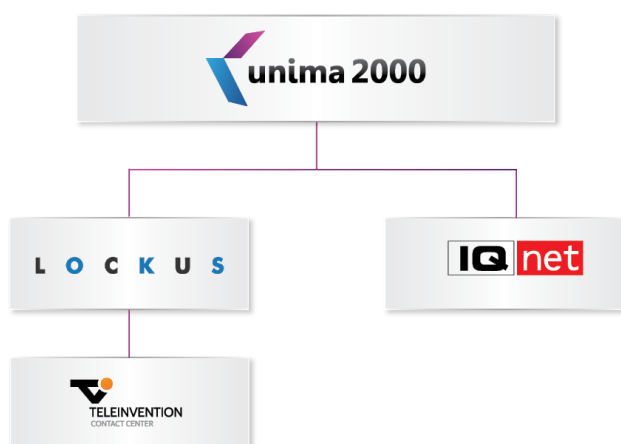 unima 2000
LOCKUS
IQ net
TELEINVENTION
CONTACT CENTER